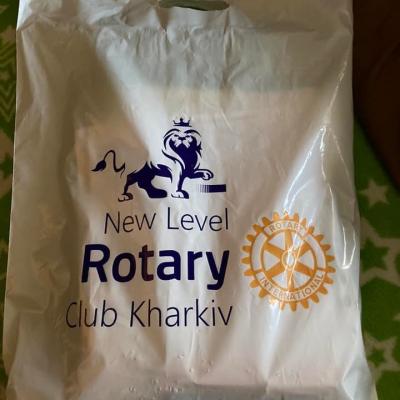 New Level
Rotary
Club Kharkiv
ROTARY
INTERNATIONAL